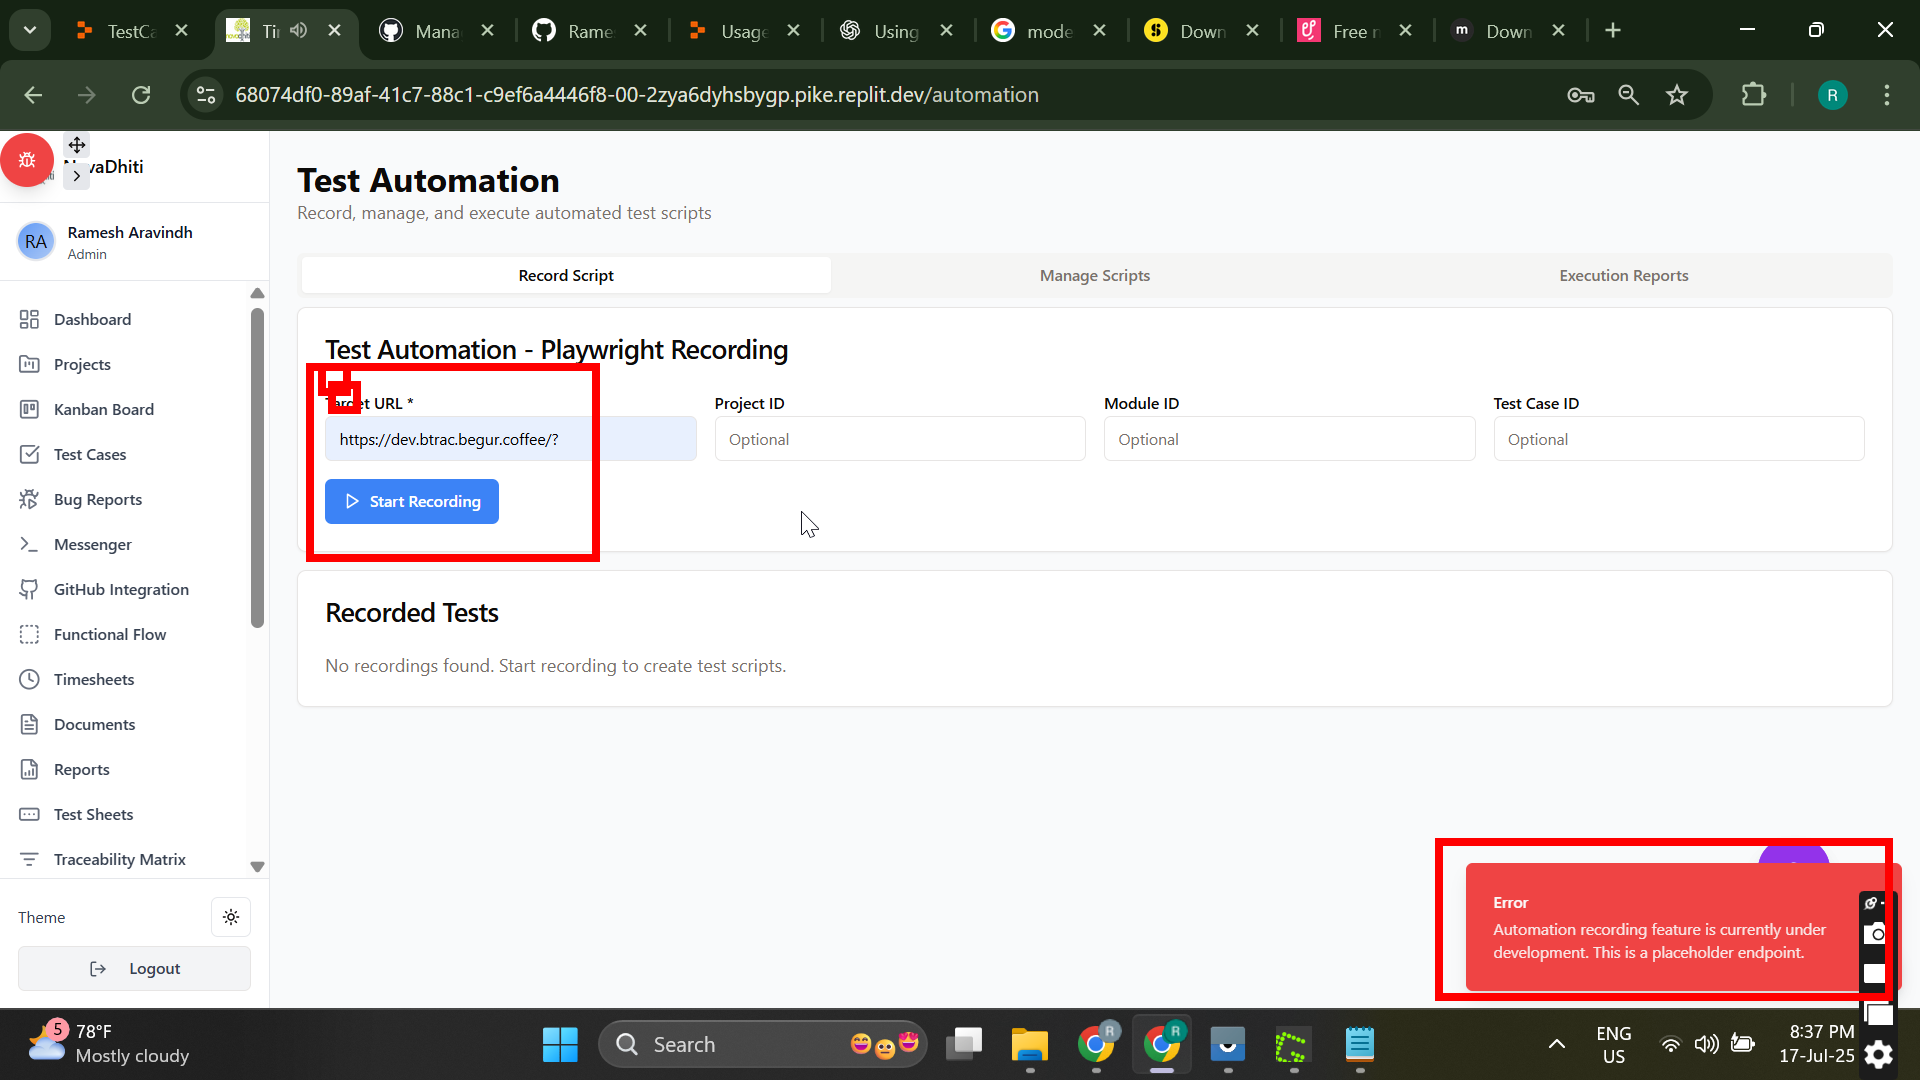 TestCa
Ti
Mana
Rame
Usage
Using
mode
Down
Free n
Down
68074df0-89af-41c7-88c1-c9ef6a4446f8-00-2zya6dyhsbygp.pike.replit.dev/automation
R
NovaDhiti
RA
Ramesh Aravindh
Admin
Dashboard
Projects
Kanban Board
Test Cases
Bug Reports
Messenger
GitHub Integration
Functional Flow
Timesheets
Documents
Reports
Test Sheets
Traceability Matrix
Theme
Logout
Test Automation
Record, manage, and execute automated test scripts
Record Script
Manage Scripts
Execution Reports
Test Automation - Playwright Recording
Target URL *
Project ID
Module ID
Test Case ID
https://dev.btrac.begur.coffee/?
Optional
Optional
Optional
Start Recording
Recorded Tests
No recordings found. Start recording to create test scripts.
Error
Automation recording feature is currently under
development. This is a placeholder endpoint.
5
78°F
Mostly cloudy
Search
R
R
ENG
US
8:37 PM
17-Jul-25